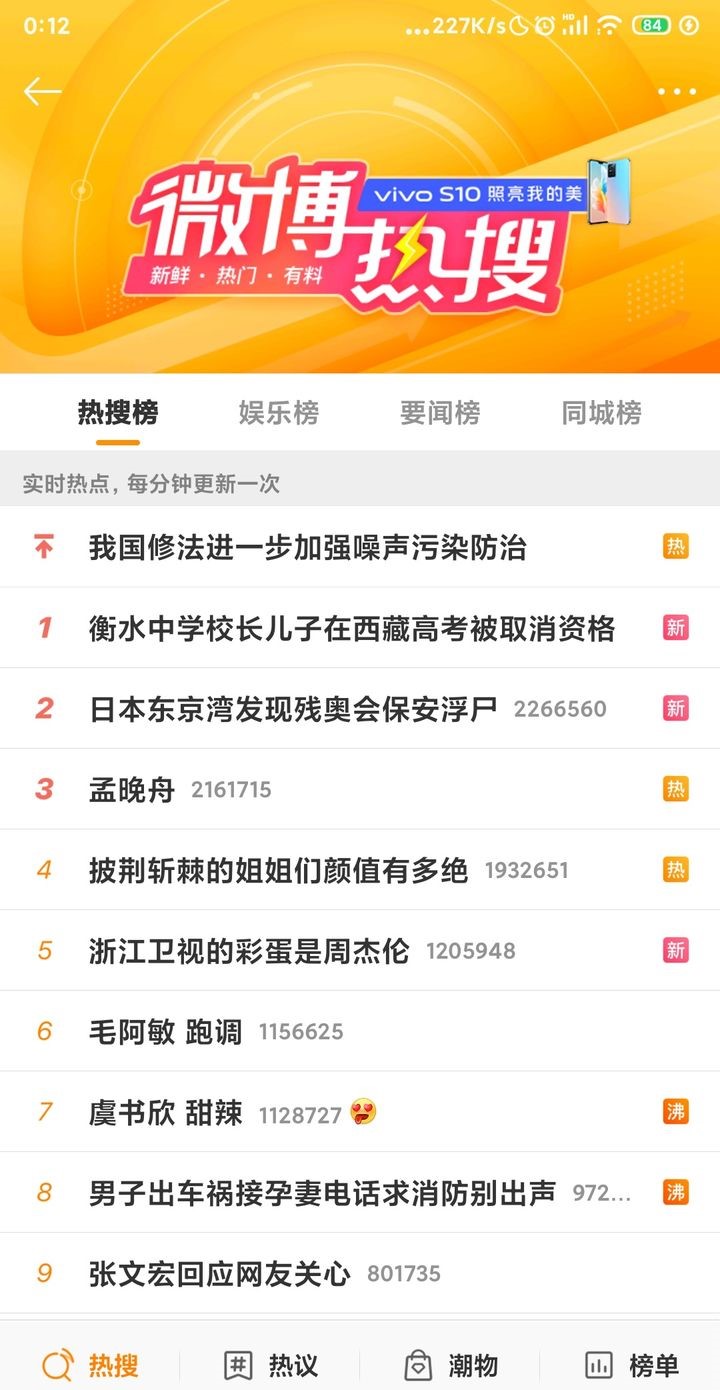 0:12
...227K/s HD 84
微博
vivo S10 照亮我的美
热搜
新鲜·热门·有料
热搜榜 娱乐榜 要闻榜 同城榜
实时热点，每分钟更新一次
我国修法进一步加强噪声污染防治 热
1 衡水中学校长儿子在西藏高考被取消资格 新
2 日本东京湾发现残奥会保安浮尸 2266560 新
3 孟晚舟 2161715 热
4 披荆斩棘的姐姐们颜值有多绝 1932651 热
5 浙江卫视的彩蛋是周杰伦 1205948 新
6 毛阿敏 跑调 1156625
7 虞书欣 甜辣 1128727 沸
8 男子出车祸接孕妻电话求消防别出声 972... 沸
9 张文宏回应网友关心 801735
热搜 热议 潮物 榜单